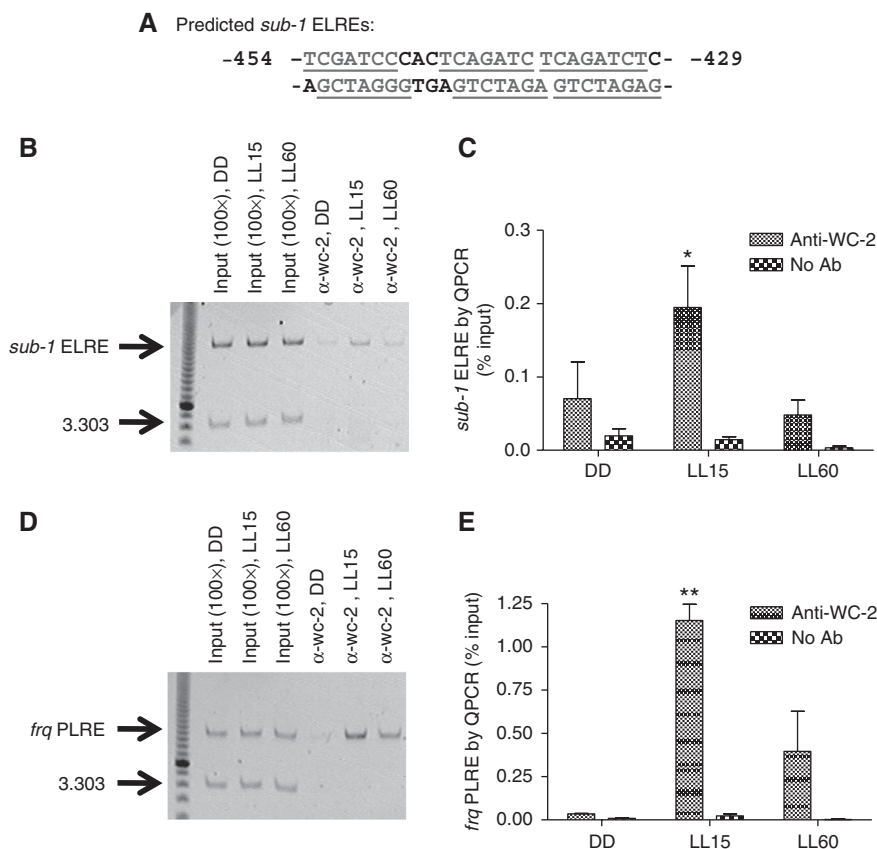 A Predicted sub-1 ELREs:
-454 -TCGATCCCACTCAGATC TCAGATCTC- -429
-AGCTAGGGTGAGTCTAGA GTCTAGAG-
B
Input (100×), DD
Input (100×), LL15
Input (100×), LL60
α-wc-2, DD
α-wc-2 , LL15
α-wc-2 , LL60
sub-1 ELRE
3.303
C
sub-1 ELRE by QPCR
(% input)
0.3
0.2
0.1
0.0
*
Anti-WC-2
No Ab
DD LL15 LL60
D
Input (100×), DD
Input (100×), LL15
Input (100×), LL60
α-wc-2, DD
α-wc-2 , LL15
α-wc-2 , LL60
frq PLRE
3.303
E
frq PLRE by QPCR (% input)
1.25
1.00
0.75
0.50
0.25
0.00
**
Anti-WC-2
No Ab
DD LL15 LL60